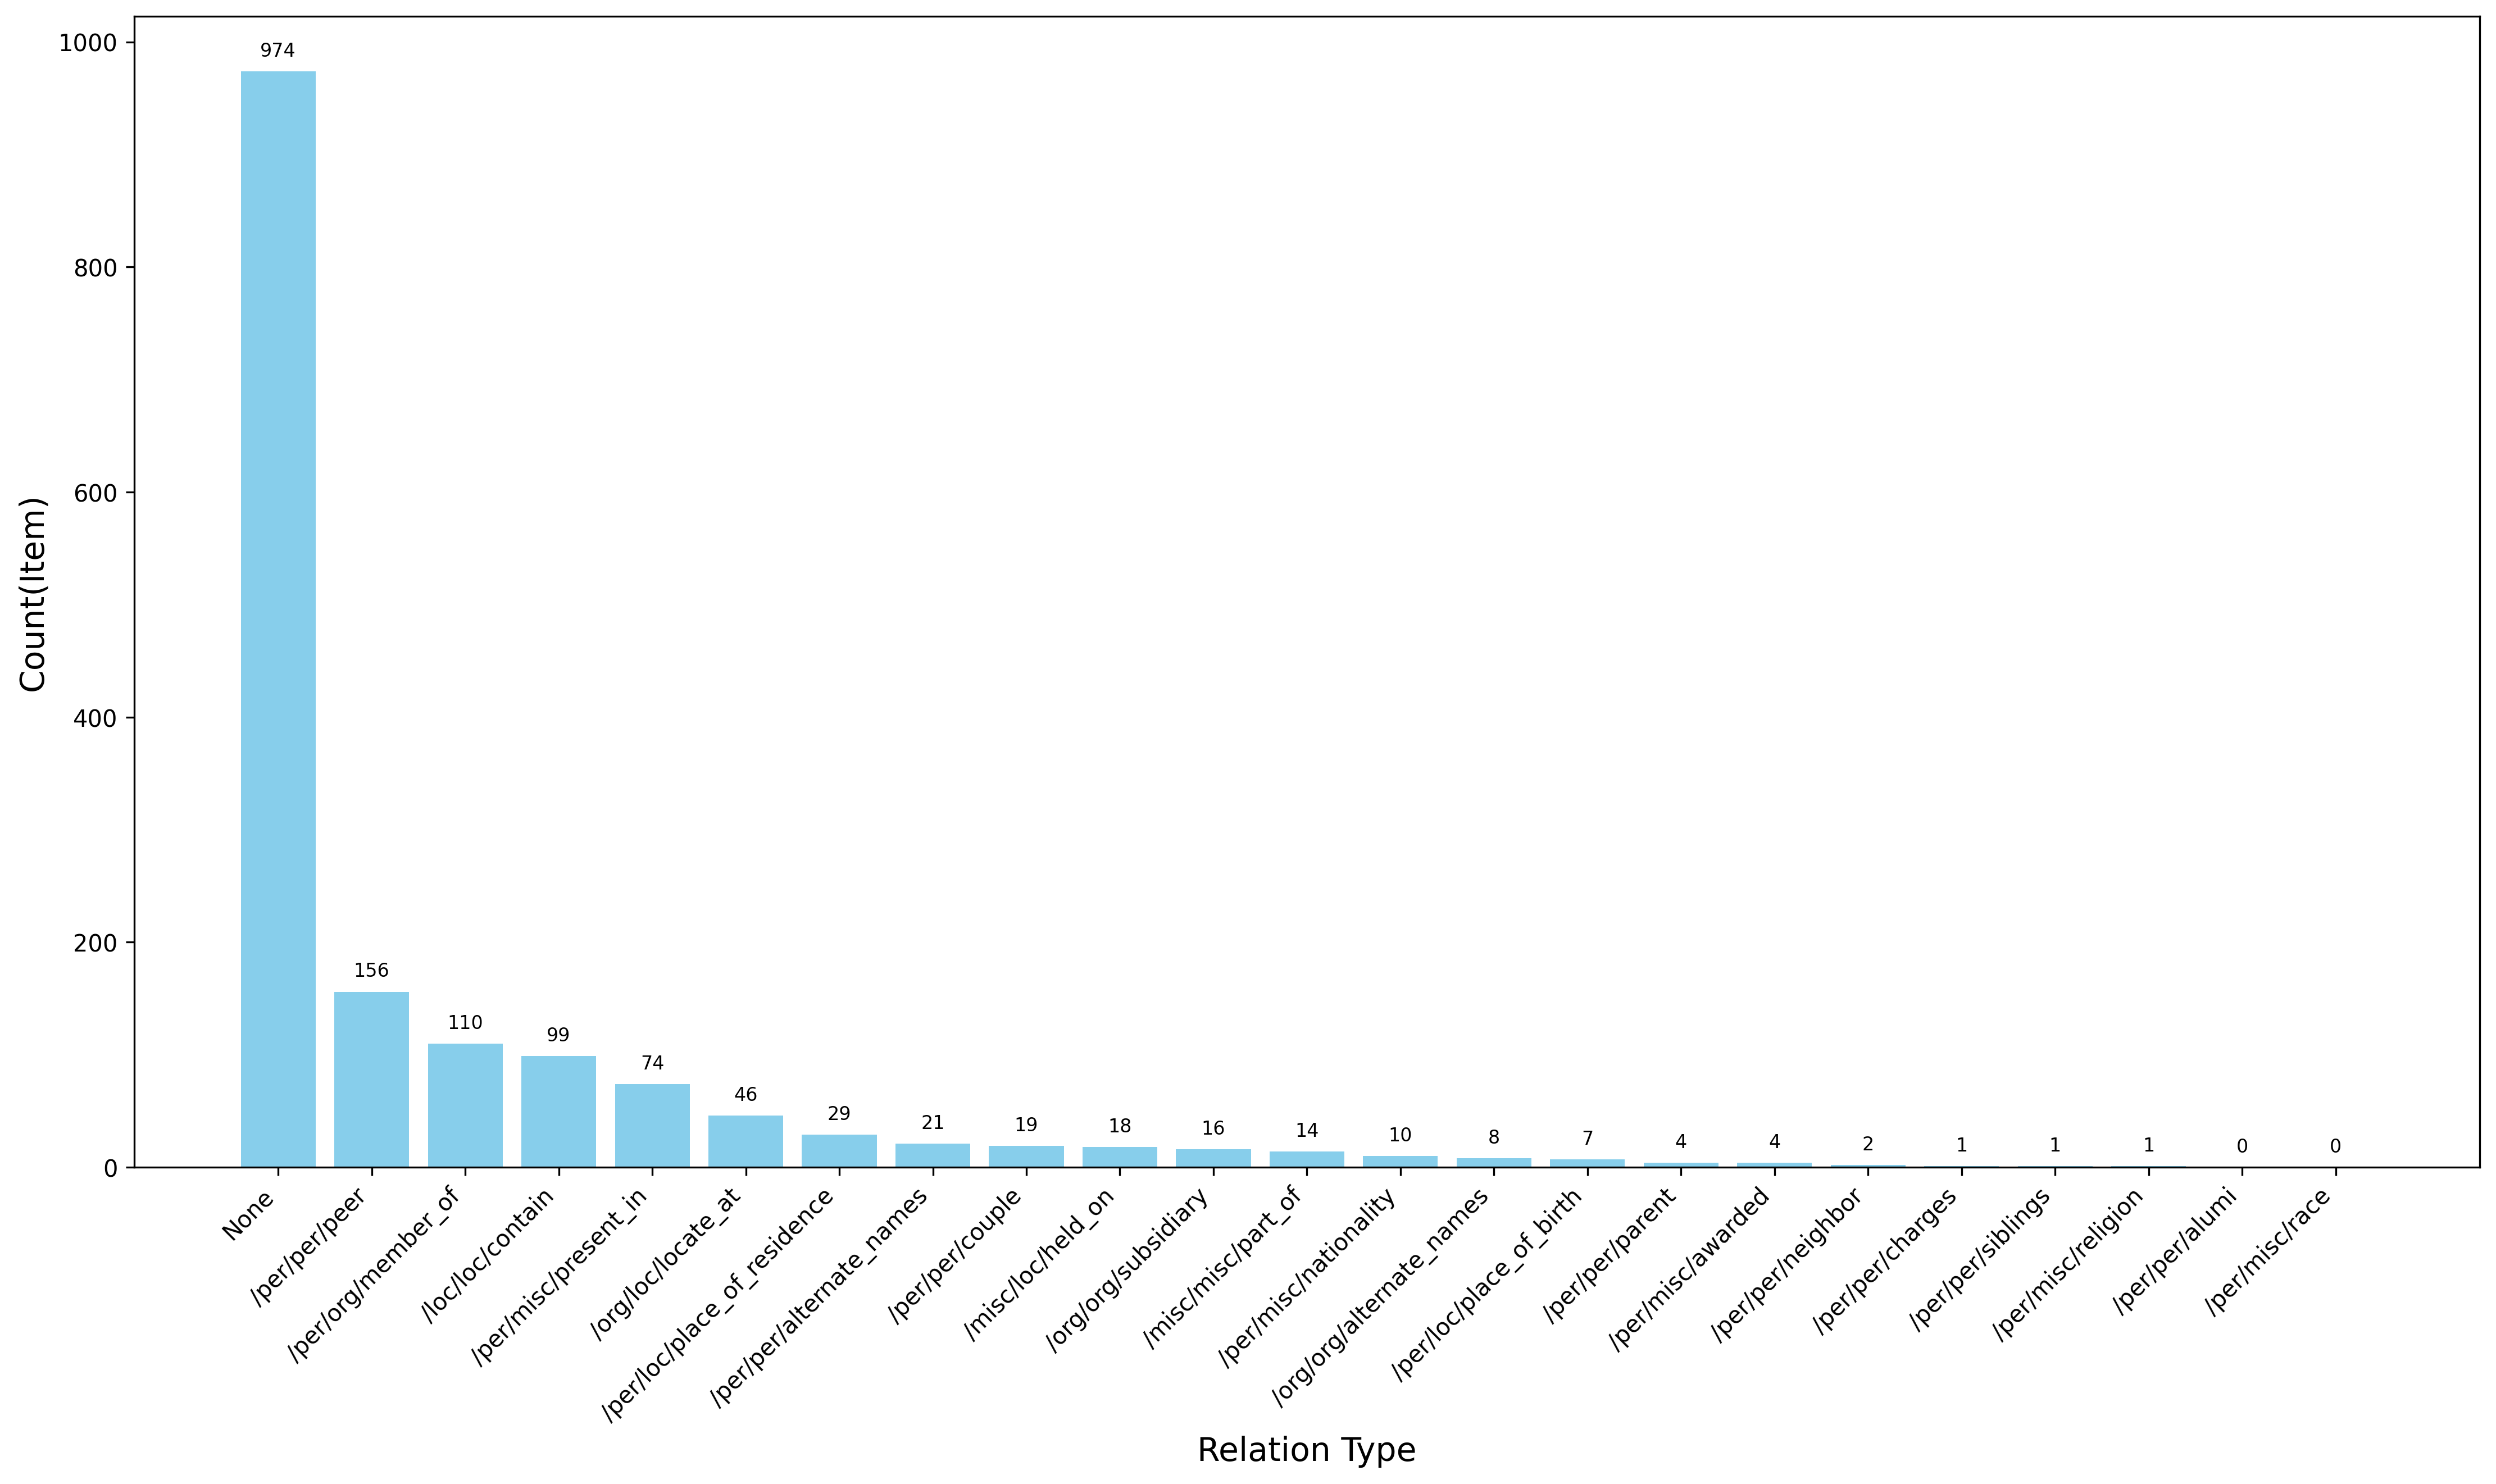 1000
800
600
400
200
0
Count(Item)
974
156
110
99
74
46
29
21
19
18
16
14
10
8
7
4
4
2
1
1
1
0
0
None
/per/per/peer
/per/org/member_of
/loc/loc/contain
/per/misc/present_in
/org/loc/locate_at
/per/loc/place_of_residence
/per/per/alternate_names
/per/per/couple
/misc/loc/held_on
/org/org/subsidiary
/misc/misc/part_of
/per/misc/nationality
/org/org/alternate_names
/per/loc/place_of_birth
/per/per/parent
/per/misc/awarded
/per/per/neighbor
/per/per/charges
/per/per/siblings
/per/misc/religion
/per/per/alumi
/per/misc/race
Relation Type